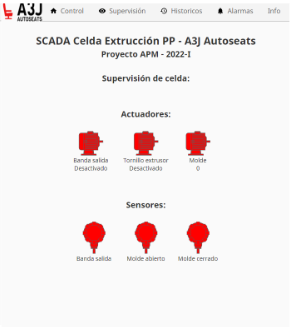 A3J
AUTOSEATS
Control
Supervisión
Historicos
Alarmas
Info
SCADA Celda Extrucción PP - A3J Autoseats
Proyecto APM - 2022-I
Supervisión de celda:
Actuadores:
Banda salida
Desactivado
Tornillo extrusor
Desactivado
Molde
0
Sensores:
Banda salida
Molde abierto
Molde cerrado